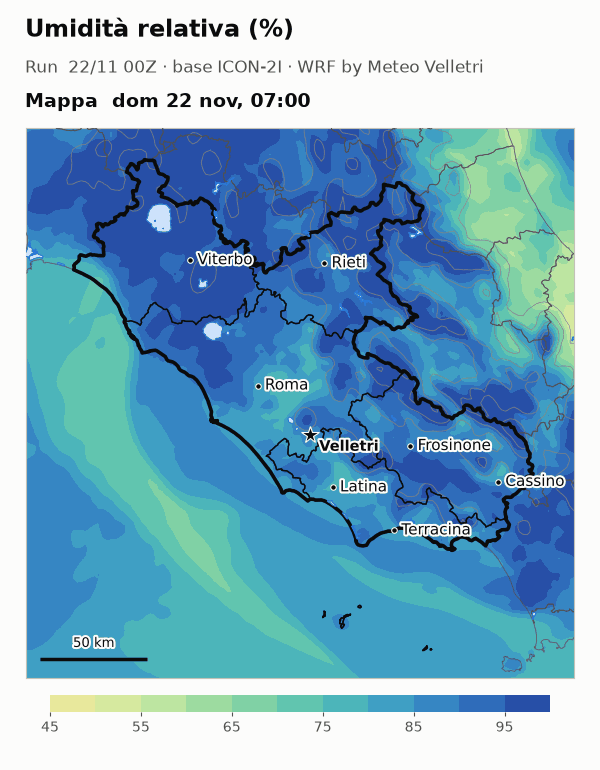 Umidità relativa (%)
Run  22/11 00Z · base ICON-2I · WRF by Meteo Velletri
Mappa  dom 22 nov, 07:00
Viterbo
Rieti
Roma
Velletri
Frosinone
Latina
Cassino
Terracina
50 km
45 55 65 75 85 95